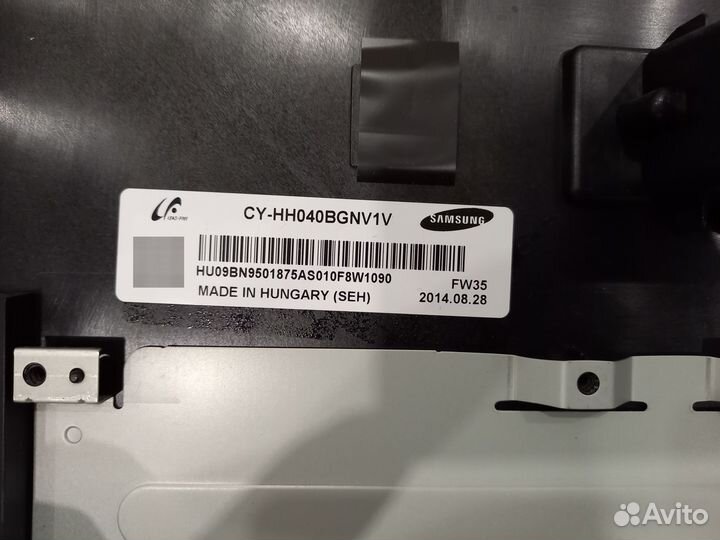 CY-HH040BGNV1V
SAMSUNG
HU09BN9501875AS010F8W1090
FW35
MADE IN HUNGARY (SEH)
2014.08.28
Avito